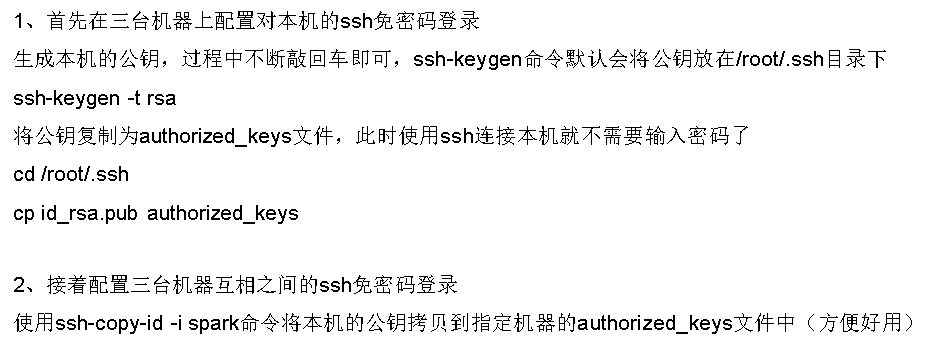 1、首先在三台机器上配置对本机的ssh免密码登录
生成本机的公钥，过程中不断敲回车即可，ssh-keygen命令默认会将公钥放在/root/.ssh目录下
ssh-keygen -t rsa
将公钥复制为authorized_keys文件，此时使用ssh连接本机就不需要输入密码了
cd /root/.ssh
cp id_rsa.pub authorized_keys
2、接着配置三台机器互相之间的ssh免密码登录
使用ssh-copy-id -i spark命令将本机的公钥拷贝到指定机器的authorized_keys文件中（方便好用）